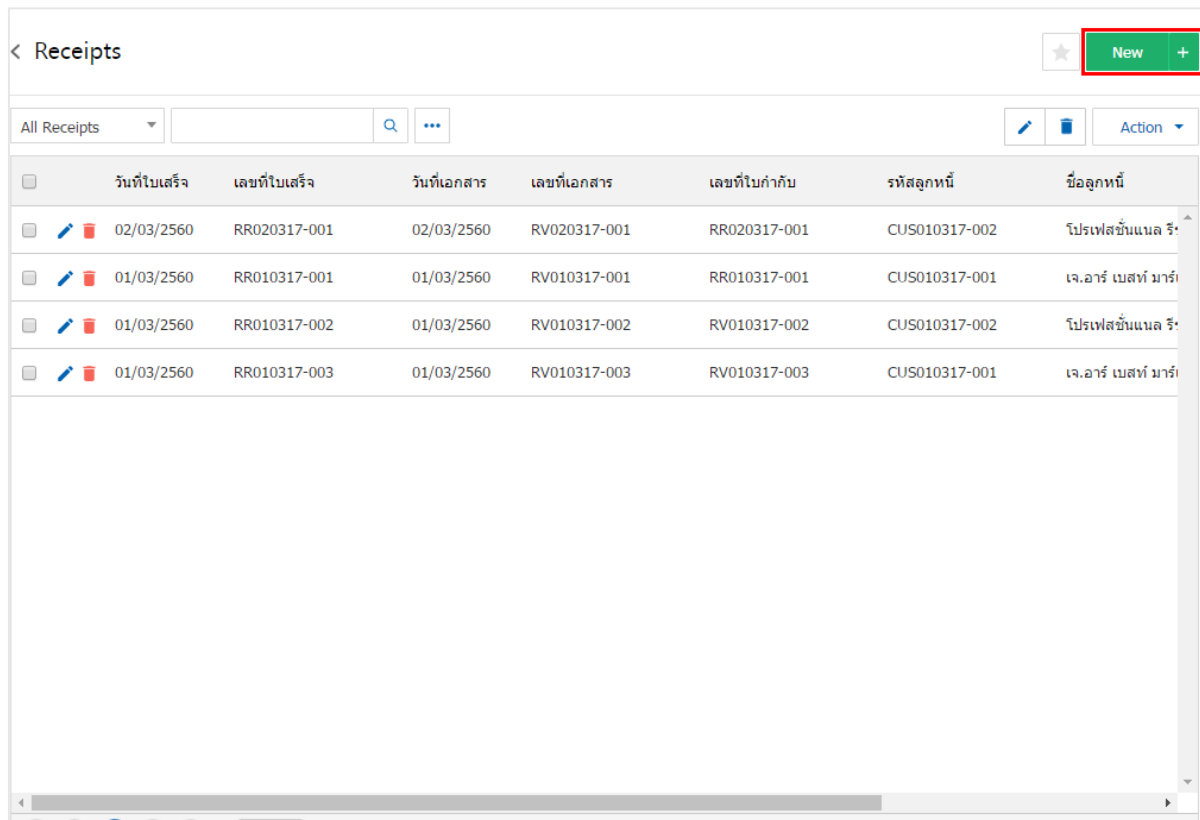 Receipts
New +
All Receipts
Action
วันที่ใบเสร็จ เลขที่ใบเสร็จ วันที่เอกสาร เลขที่เอกสาร เลขที่ใบกำกับ รหัสลูกหนี้ ชื่อลูกหนี้
02/03/2560 RR020317-001 02/03/2560 RV020317-001 RR020317-001 CUS010317-002 โปรเฟสชั่นแนล
01/03/2560 RR010317-001 01/03/2560 RV010317-001 RR010317-001 CUS010317-001 เจ.อาร์ เบสท์
01/03/2560 RR010317-002 01/03/2560 RV010317-002 RV010317-002 CUS010317-002 โปรเฟสชั่นแนล
01/03/2560 RR010317-003 01/03/2560 RV010317-003 RV010317-003 CUS010317-001 เจ.อาร์ เบสท์